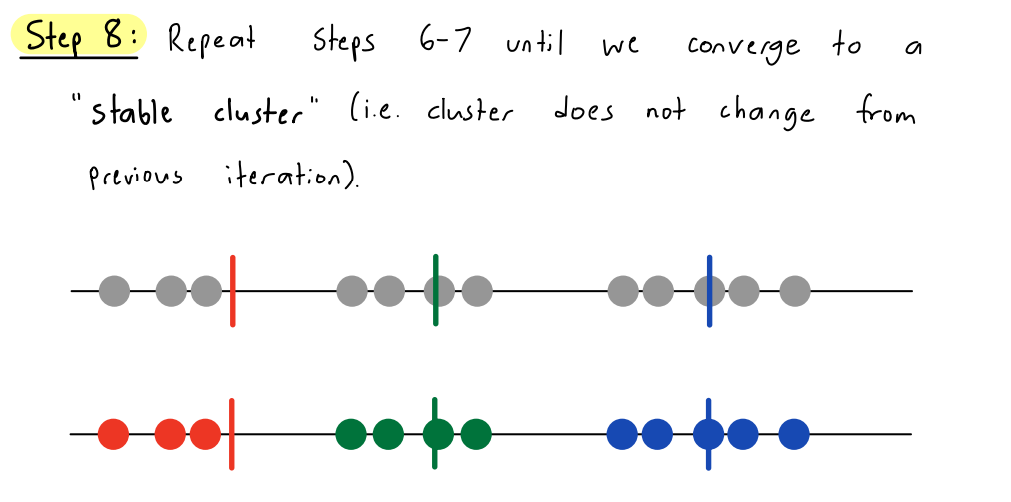 Step 8: Repeat Steps 6-7 until we converge to a
"stable cluster" (i.e. cluster does not change from
previous iteration).